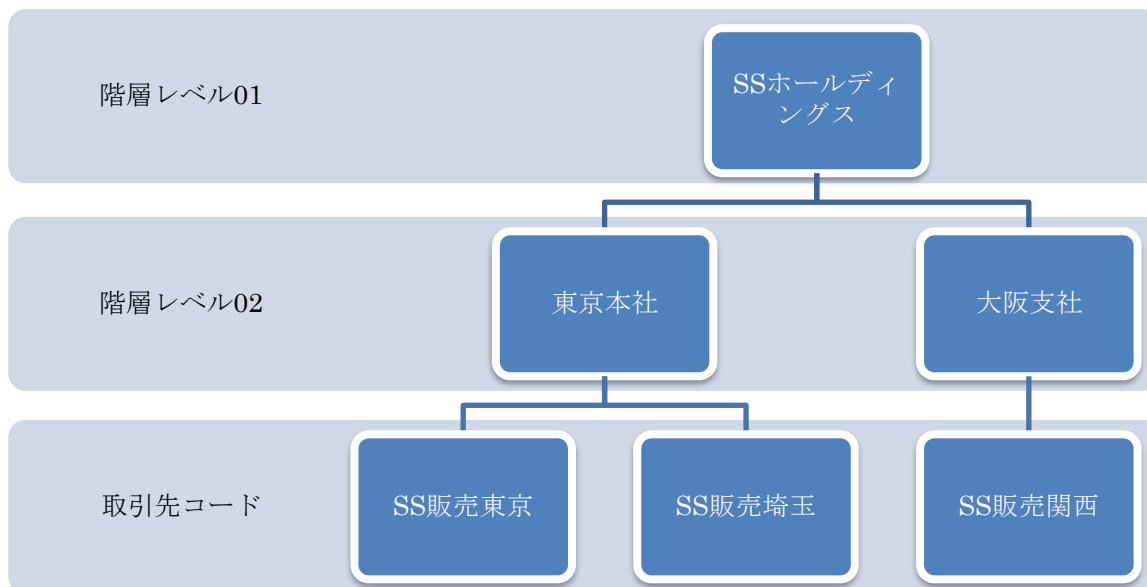 階層レベル01
SSホールディ
ングス
階層レベル02
東京本社
大阪支社
取引先コード
SS販売東京
SS販売埼玉
SS販売関西